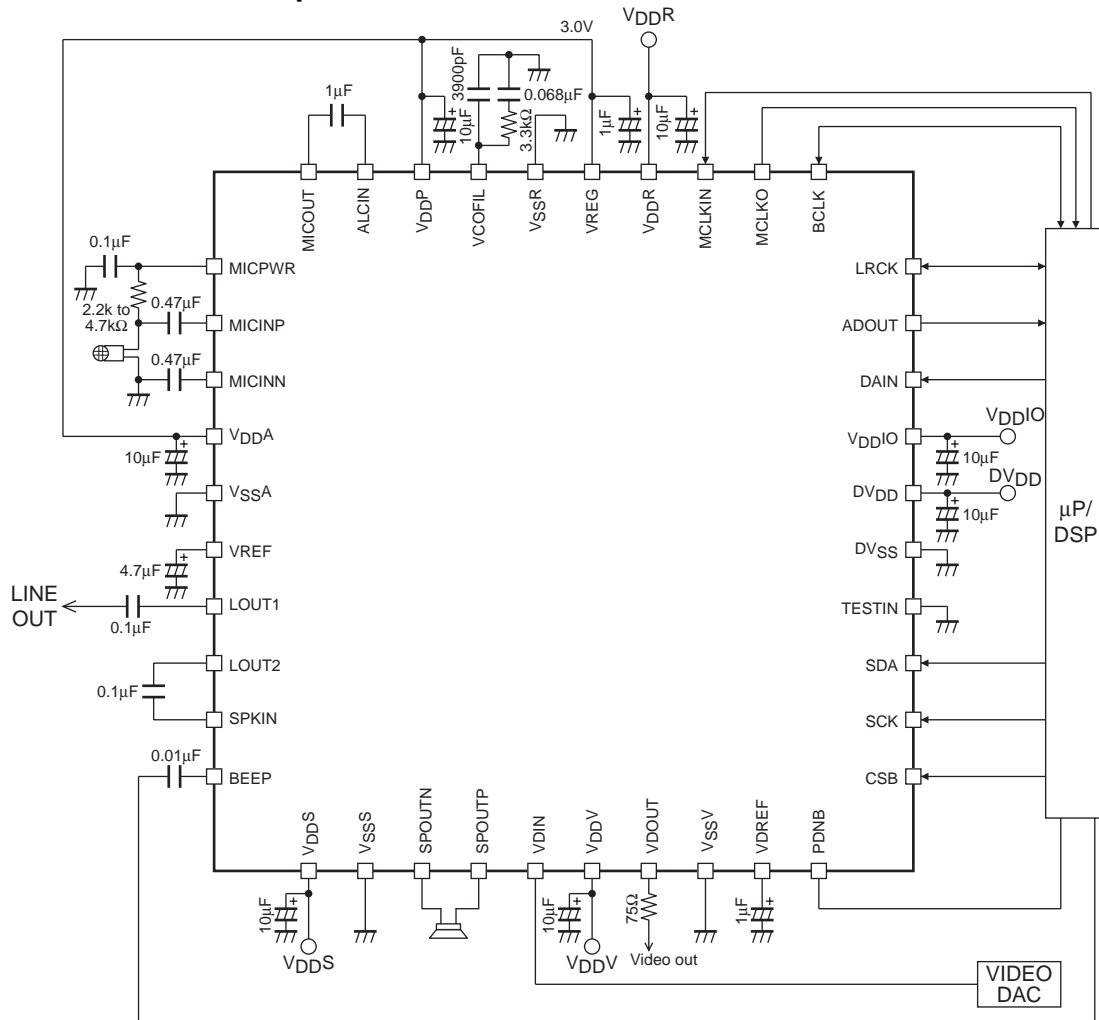 VDDR
3.0V
3900pF
0.068μF
3.3kΩ
1μF
10μF
1μF
10μF
MICOUT
ALCIN
VDDP
VCOFIL
VSSR
VREG
VDDR
MCLKIN
MCLKO
BCLK
0.1μF
MICPWR
2.2k to
4.7kΩ
0.47μF
MICINP
0.47μF
MICINN
VDDA
10μF
VSSA
VREF
4.7μF
LINE
OUT
LOUT1
0.1μF
LOUT2
0.1μF
SPKIN
0.01μF
BEEP
LRCK
ADOUT
DAIN
VDDIO
VDDIO
10μF
DVDD
DVDD
10μF
DVSS
TESTIN
SDA
SCK
CSB
μP/
DSP
VDDS
VSSS
SPOUTN
SPOUTP
VDIN
VDDV
VDOUT
VSSV
VDREF
PDNB
10μF
VDDS
10μF
VDDV
75Ω
Video out
1μF
VIDEO
DAC